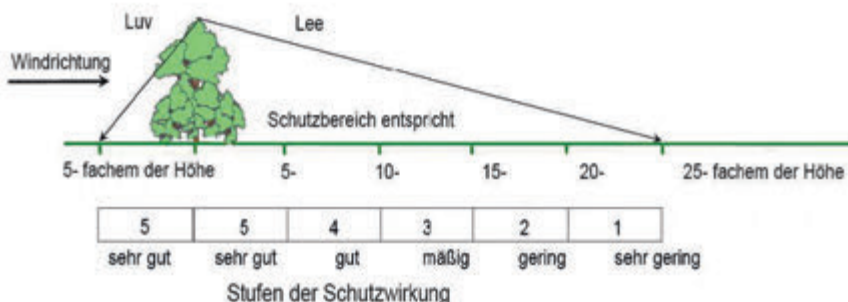 Luv Lee
Windrichtung
Schutzbereich entspricht
5- fachem der Höhe 5- 10- 15- 20- 25- fachem der Höhe
5 5 4 3 2 1
sehr gut sehr gut gut mäßig gering sehr gering
Stufen der Schutzwirkung